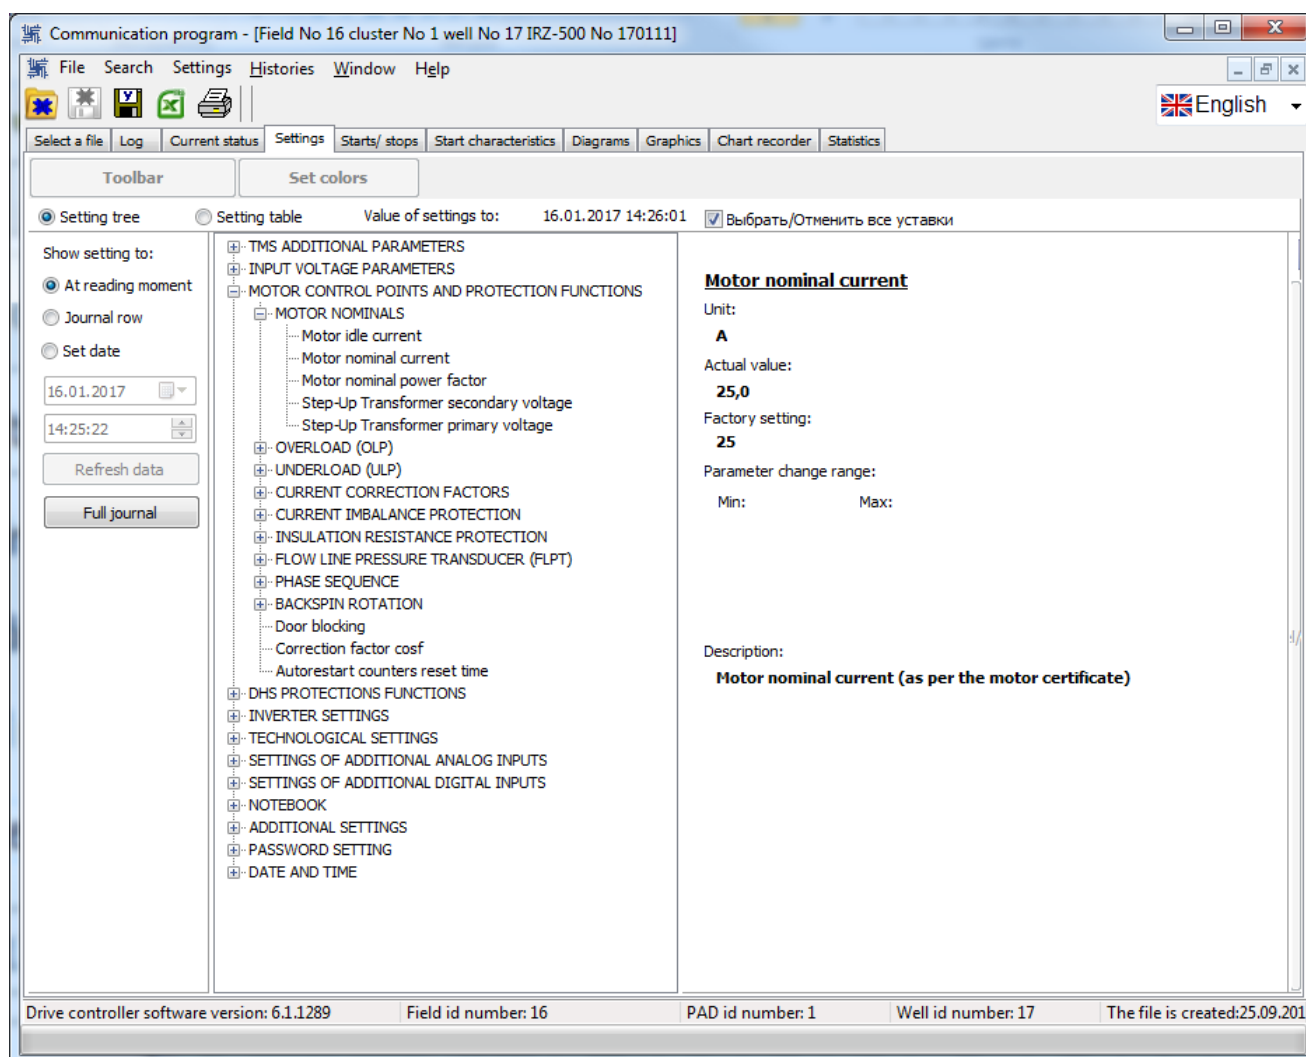 Communication program - [Field No 16 cluster No 1 well No 17 IRZ-500 No 170111]
File Search Settings Histories Window Help
English
Select a file Log Current status Settings Starts/ stops Start characteristics Diagrams Graphics Chart recorder Statistics
Toolbar Set colors
Setting tree Setting table Value of settings to: 16.01.2017 14:26:01 Выбрать/Отменить все уставки
Show setting to:
At reading moment
Journal row
Set date
16.01.2017
14:25:22
Refresh data
Full journal
TMS ADDITIONAL PARAMETERS
INPUT VOLTAGE PARAMETERS
MOTOR CONTROL POINTS AND PROTECTION FUNCTIONS
MOTOR NOMINALS
Motor idle current
Motor nominal current
Motor nominal power factor
Step-Up Transformer secondary voltage
Step-Up Transformer primary voltage
OVERLOAD (OLP)
UNDERLOAD (ULP)
CURRENT CORRECTION FACTORS
CURRENT IMBALANCE PROTECTION
INSULATION RESISTANCE PROTECTION
FLOW LINE PRESSURE TRANSDUCER (FLPT)
PHASE SEQUENCE
BACKSPIN ROTATION
Door blocking
Correction factor cosf
Autorestart counters reset time
DHS PROTECTIONS FUNCTIONS
INVERTER SETTINGS
TECHNOLOGICAL SETTINGS
SETTINGS OF ADDITIONAL ANALOG INPUTS
SETTINGS OF ADDITIONAL DIGITAL INPUTS
NOTEBOOK
ADDITIONAL SETTINGS
PASSWORD SETTING
DATE AND TIME
Motor nominal current
Unit:
A
Actual value:
25,0
Factory setting:
25
Parameter change range:
Min: Max:
Description:
Motor nominal current (as per the motor certificate)
Drive controller software version: 6.1.1289 Field id number: 16 PAD id number: 1 Well id number: 17 The file is created:25.09.201